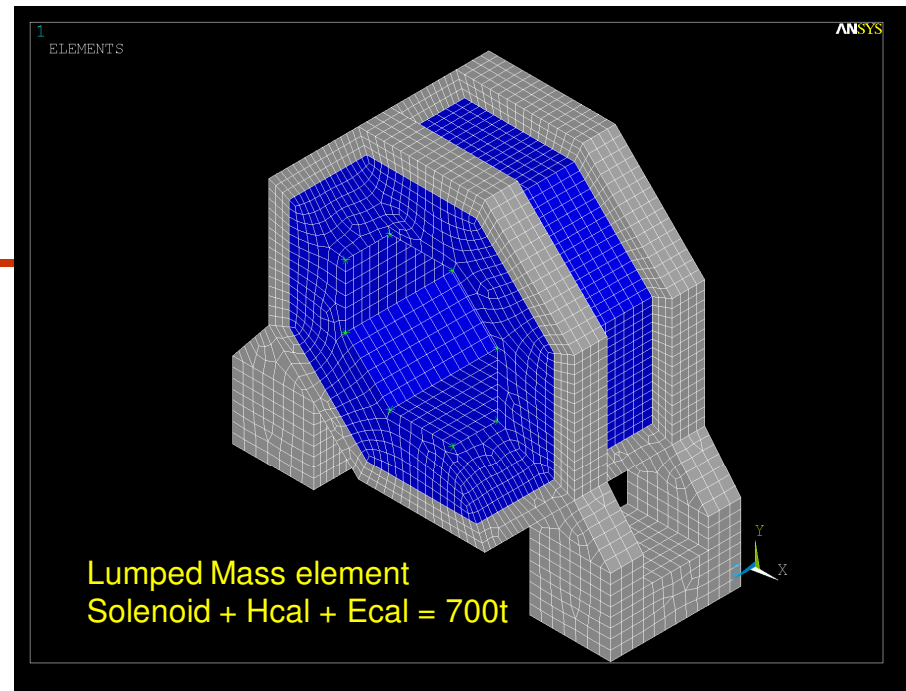 1
ELEMENTS
ANSYS
Y
X
Lumped Mass element
Solenoid + Hcal + Ecal = 700t